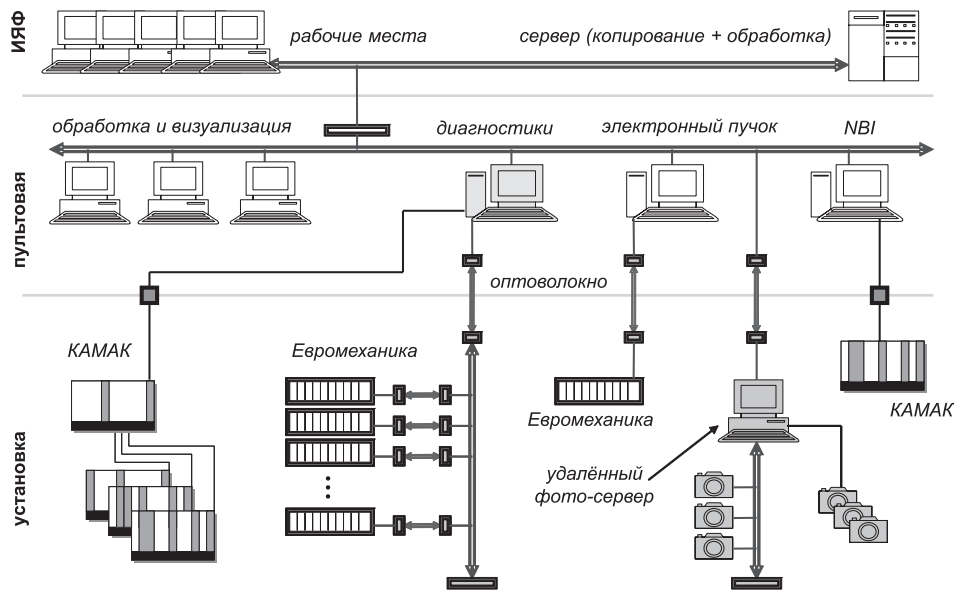 ИЯФ
рабочие места
сервер (копирование + обработка)
пультовая
обработка и визуализация
диагностики
электронный пучок
NBI
оптоволокно
установка
КАМАК
Евромеханика
Евромеханика
КАМАК
удалённый
фото-сервер